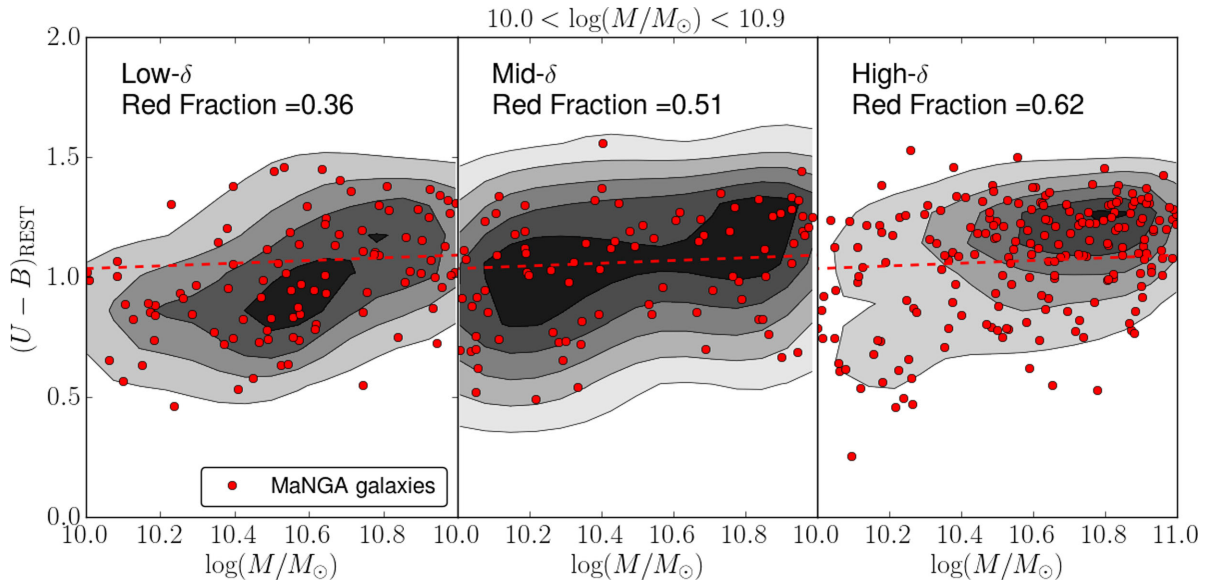 10.0 < log(M/M⊙) < 10.9
2.0
1.5
1.0
0.5
0.0
(U − B)REST
Low-δ
Red Fraction =0.36
Mid-δ
Red Fraction =0.51
High-δ
Red Fraction =0.62
MaNGA galaxies
10.0 10.2 10.4 10.6 10.8 10.0 10.2 10.4 10.6 10.8 10.0 10.2 10.4 10.6 10.8 11.0
log(M/M⊙) log(M/M⊙) log(M/M⊙)